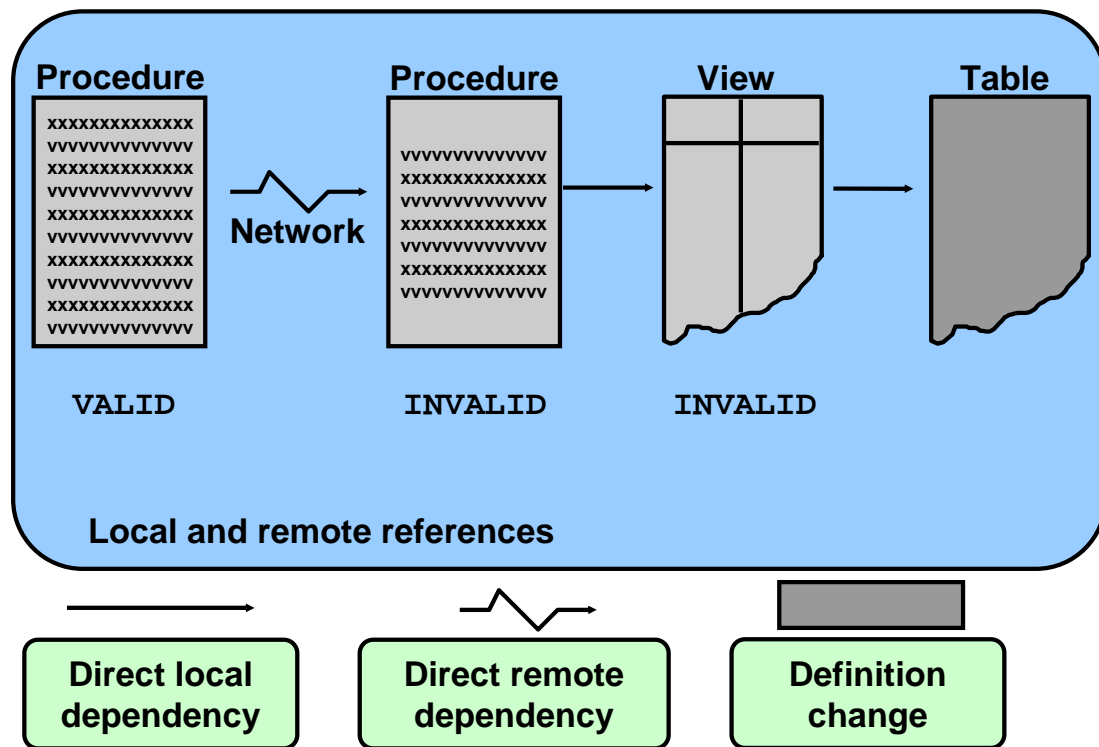 Procedure
Procedure
View
Table
xxxxxxxxxxxxxx
vvvvvvvvvvvvvv
xxxxxxxxxxxxxx
vvvvvvvvvvvvvv
xxxxxxxxxxxxxx
vvvvvvvvvvvvvv
xxxxxxxxxxxxxx
vvvvvvvvvvvvvv
xxxxxxxxxxxxxx
vvvvvvvvvvvvvv
Network
vvvvvvvvvvvvvv
xxxxxxxxxxxxxx
vvvvvvvvvvvvvv
xxxxxxxxxxxxxx
vvvvvvvvvvvvvv
xxxxxxxxxxxxxx
vvvvvvvvvvvvvv
VALID
INVALID
INVALID
Local and remote references
Direct local
dependency
Direct remote
dependency
Definition
change